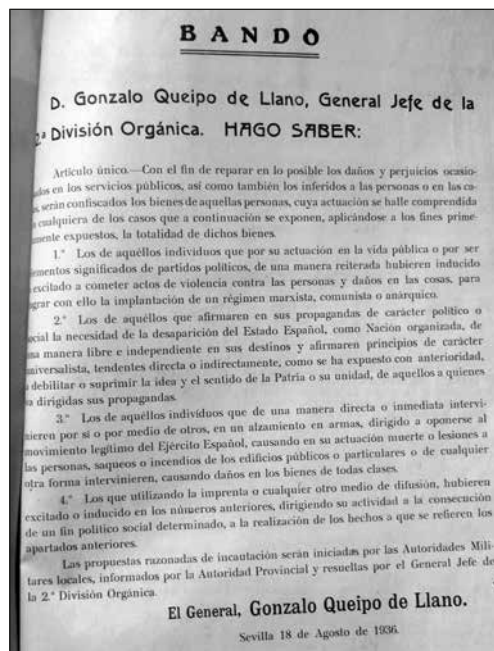 BANDO
D. Gonzalo Queipo de Llano, General Jefe de la
2.ª División Orgánica. HAGO SABER:
Artículo único.—Con el fin de reparar en lo posible los daños y perjuicios ocasio-
ados en los servicios públicos, así como también los inferidos a las personas o en las co-
s, serán confiscados los bienes de aquellas personas, cuya actuación se halle comprendida
cualquiera de los casos que a continuación se exponen, aplicándose a los fines prime-
mente expuestos, la totalidad de dichos bienes.
1.º Los de aquéllos individuos que por su actuación en la vida pública o por ser
ementos significados de partidos políticos, de una manera reiterada hubieren inducido
excitado a cometer actos de violencia contra las personas y daños en las cosas, para
grar con ello la implantación de un régimen marxista, comunista o anárquico.
2.º Los de aquéllos que afirmaren en sus propagandas de carácter político o
ocial la necesidad de la desaparición del Estado Español, como Nación organizada, de
na manera libre e independiente en sus destinos y afirmaren principios de carácter
niversalista, tendentes directa o indirectamente, como se ha expuesto con anterioridad,
debilitar o suprimir la idea y el sentido de la Patria o su unidad, de aquellos a quienes
a dirigidas sus propagandas.
3.º Los de aquéllos individuos que de una manera directa o inmediata intervi-
nieren por si o por medio de otros, en un alzamiento en armas, dirigido a oponerse al
movimiento legítimo del Ejército Español, causando en su actuación muerte o lesiones a
las personas, saqueos o incendios de los edificios públicos o particulares o de cualquier
otra forma intervinieren, causando daños en los bienes de todas clases.
4.º Los que utilizando la imprenta o cualquier otro medio de difusión, hubieren
excitado o inducido en los números anteriores, dirigiendo su actividad a la consecución
de un fin político social determinado, a la realización de los hechos a que se refieren los
apartados anteriores.
Las propuestas razonadas de incautación serán iniciadas por las Autoridades Mili-
tares locales, informados por la Autoridad Provincial y resueltas por el General Jefe de
la 2.ª División Orgánica.
El General, Gonzalo Queipo de Llano.
Sevilla 18 de Agosto de 1936.